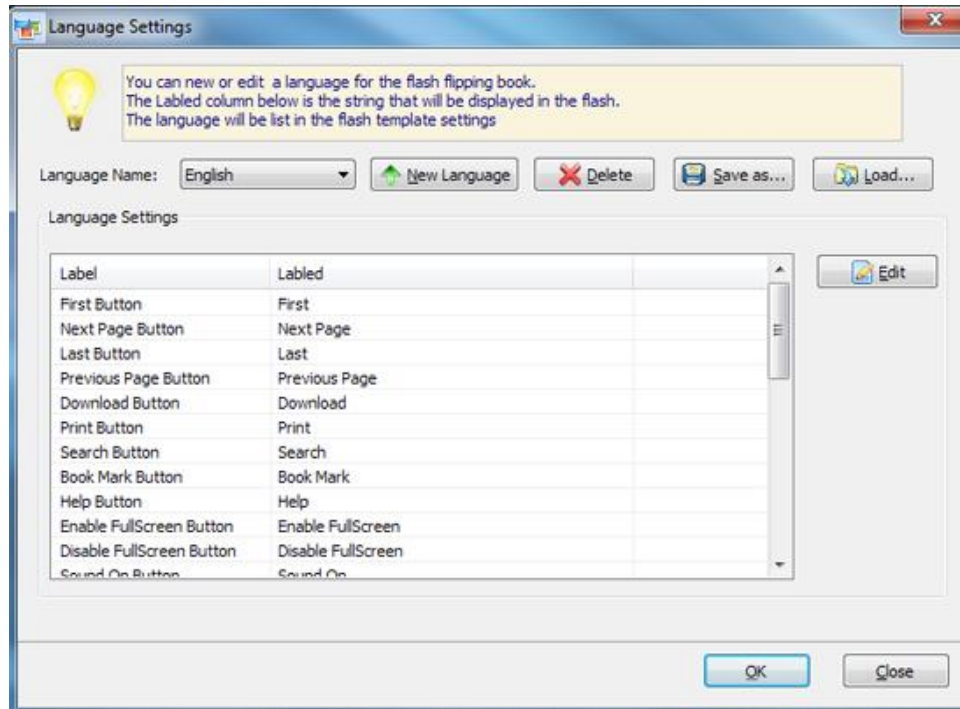 Language Settings
You can new or edit a language for the flash flipping book.
The Labled column below is the string that will be displayed in the flash.
The language will be list in the flash template settings
Language Name: English New Language Delete Save as... Load...
Language Settings
Label Labled Edit
First Button First
Next Page Button Next Page
Last Button Last
Previous Page Button Previous Page
Download Button Download
Print Button Print
Search Button Search
Book Mark Button Book Mark
Help Button Help
Enable FullScreen Button Enable FullScreen
Disable FullScreen Button Disable FullScreen
Sound On Button Sound On
OK Close